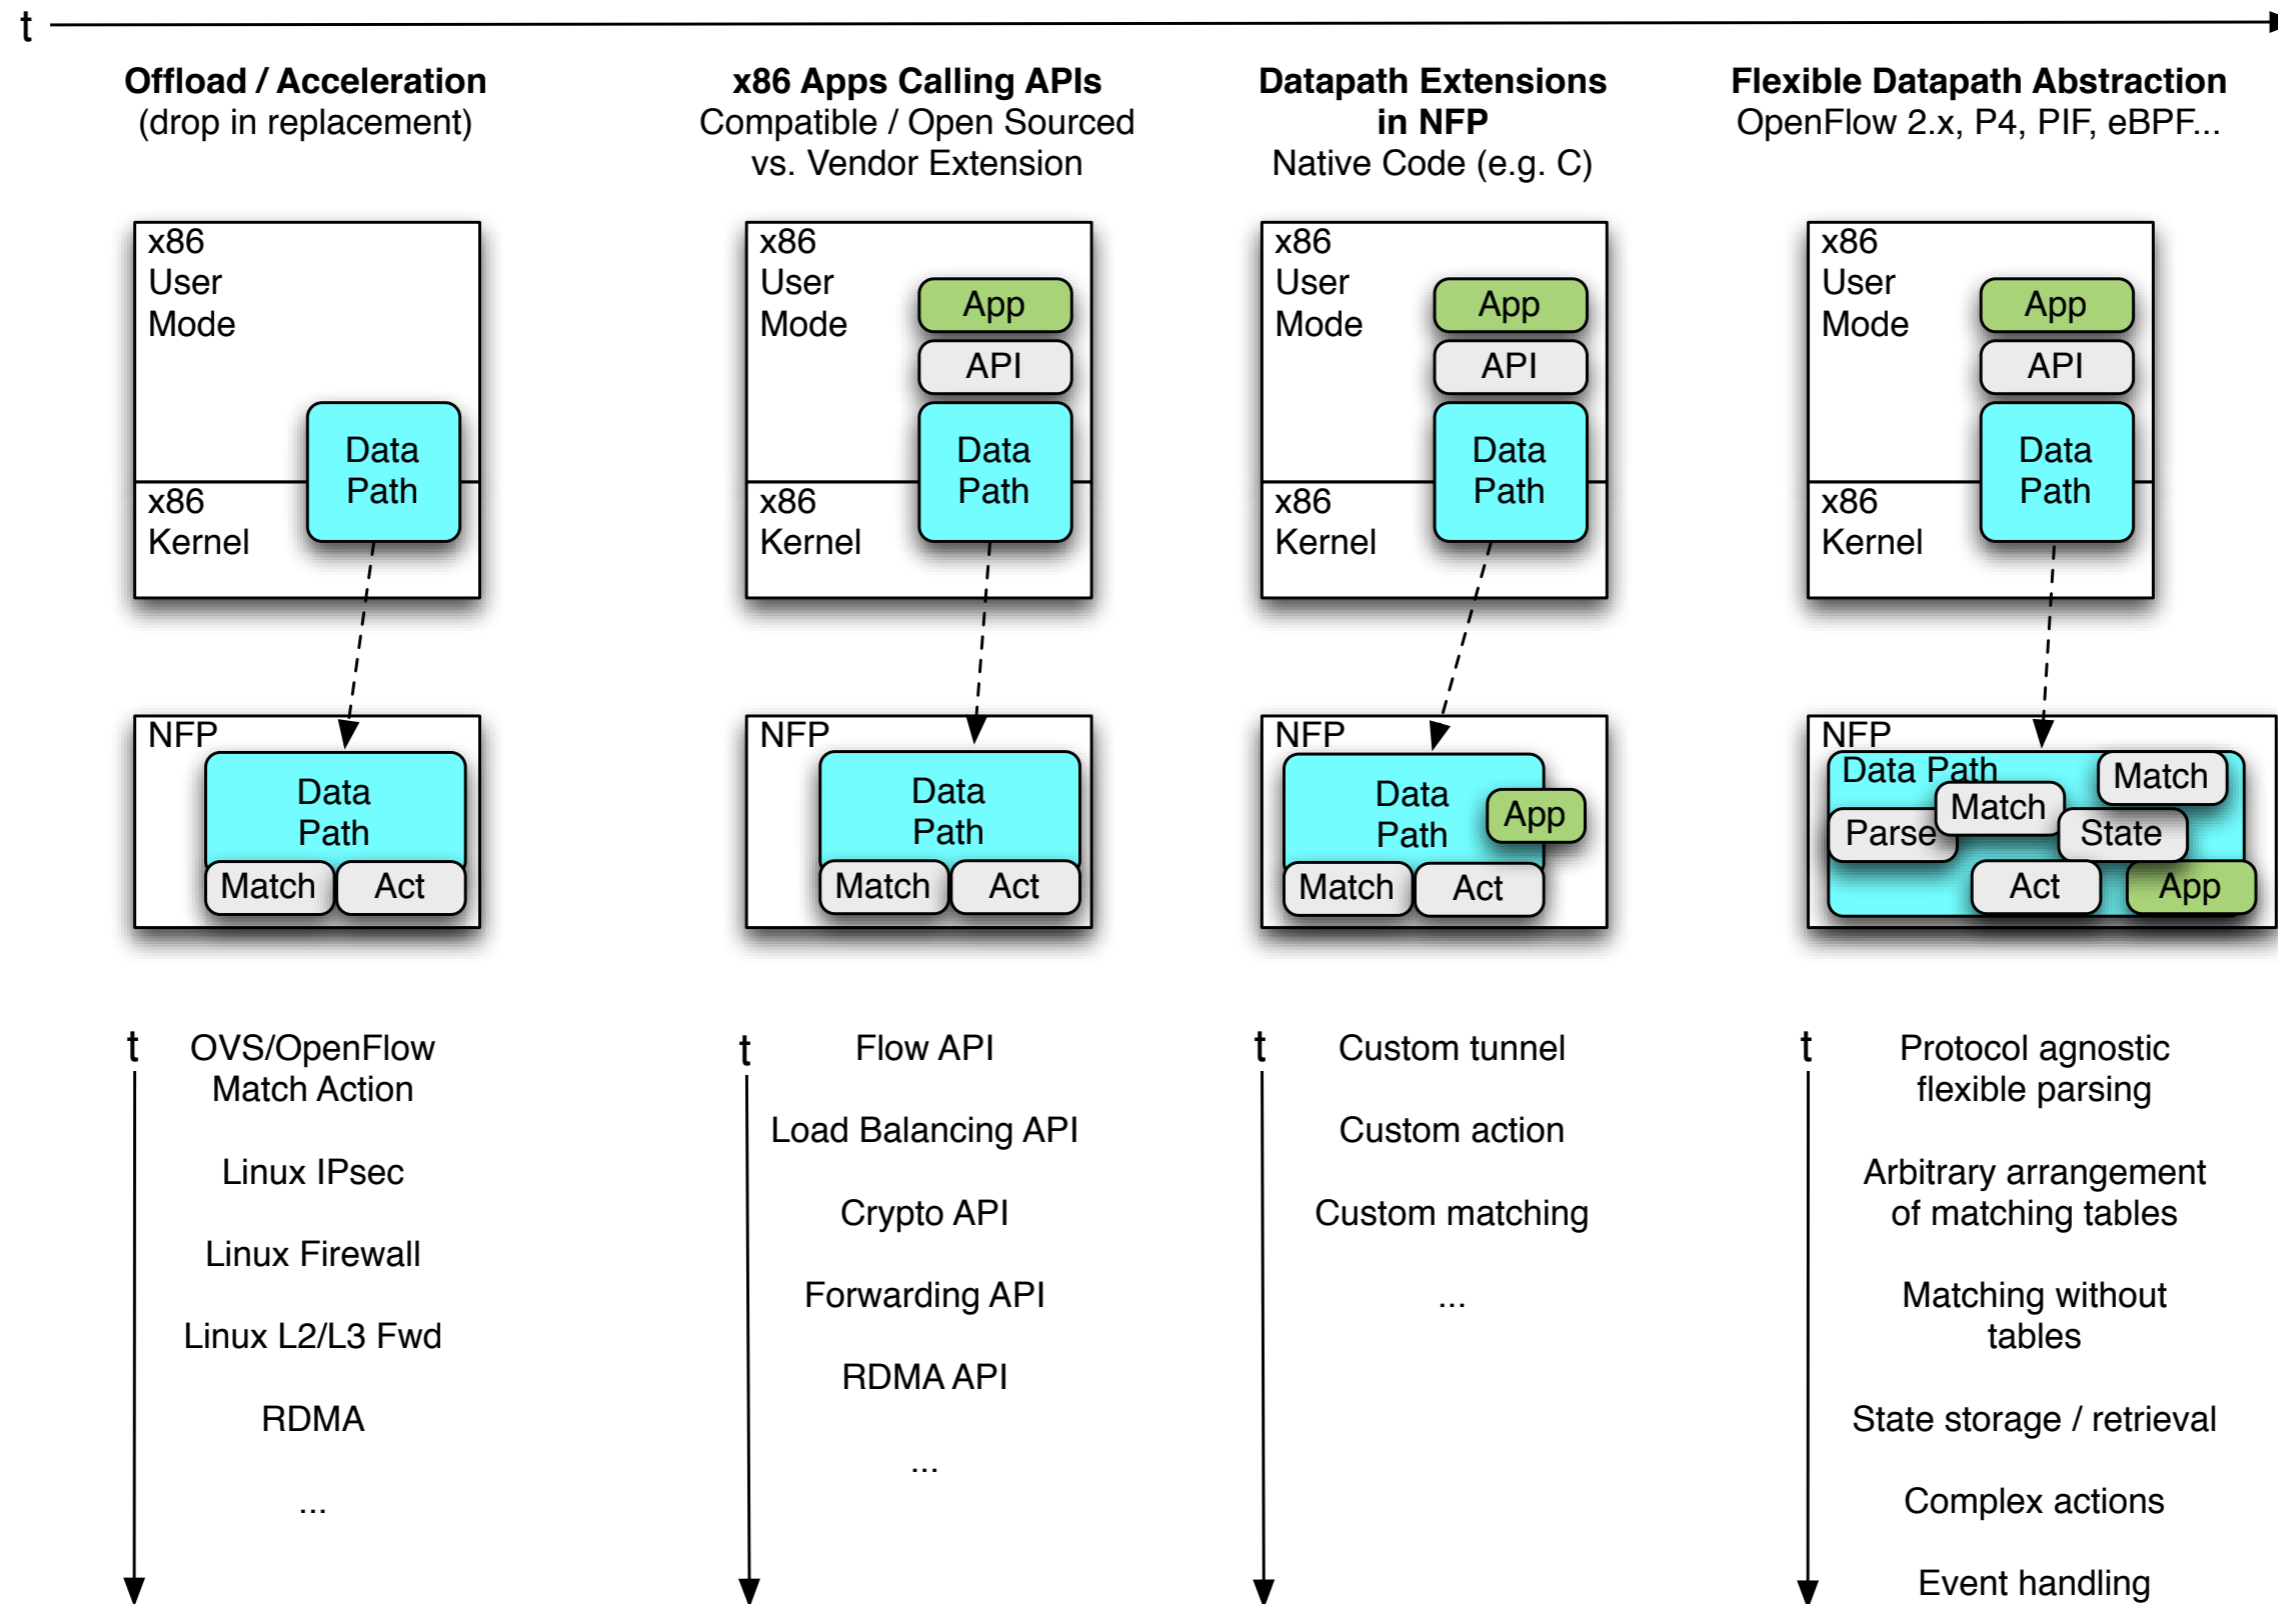 t
Offload / Acceleration
(drop in replacement)
x86
User
Mode
Data
Path
x86
Kernel
NFP
Data
Path
Match
Act
t
OVS/OpenFlow
Match Action
Linux IPsec
Linux Firewall
Linux L2/L3 Fwd
RDMA
...
x86 Apps Calling APIs
Compatible / Open Sourced
vs. Vendor Extension
x86
User
Mode
App
API
Data
Path
x86
Kernel
NFP
Data
Path
Match
Act
t
Flow API
Load Balancing API
Crypto API
Forwarding API
RDMA API
...
Datapath Extensions
in NFP
Native Code (e.g. C)
x86
User
Mode
App
API
Data
Path
x86
Kernel
NFP
Data
Path
App
Match
Act
t
Custom tunnel
Custom action
Custom matching
...
Flexible Datapath Abstraction
OpenFlow 2.x, P4, PIF, eBPF...
x86
User
Mode
App
API
Data
Path
x86
Kernel
NFP
Data Path
Match
Match
Parse
State
Act
App
t
Protocol agnostic
flexible parsing
Arbitrary arrangement
of matching tables
Matching without
tables
State storage / retrieval
Complex actions
Event handling